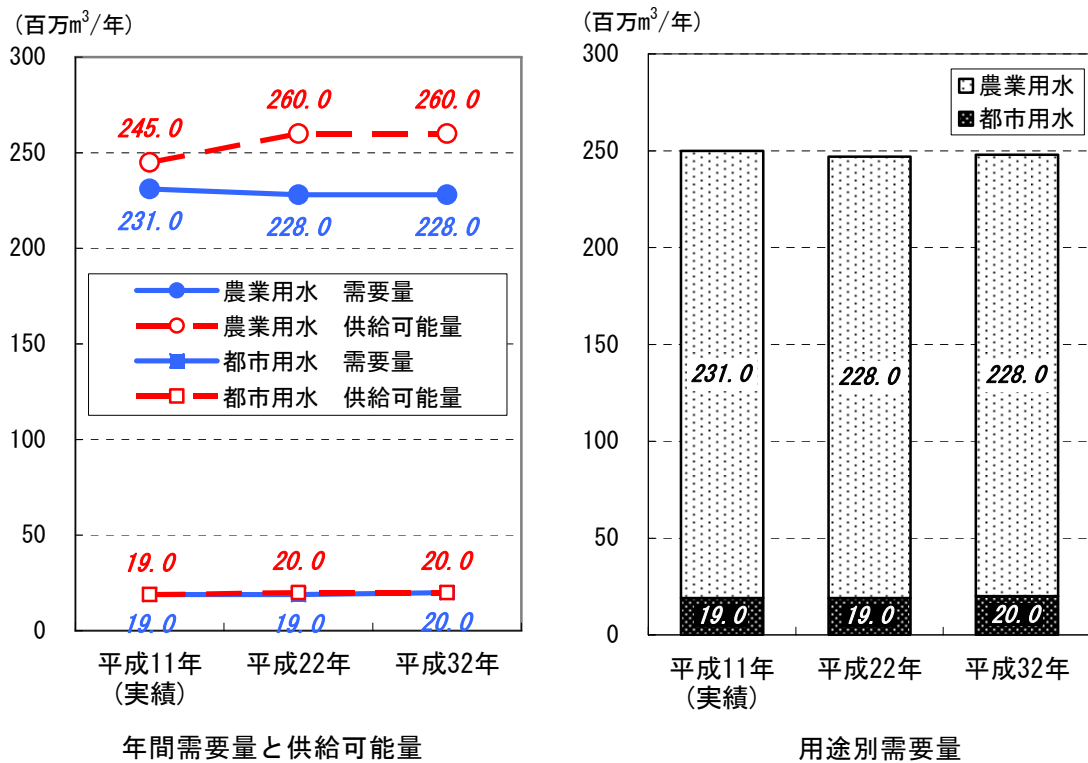 (百万m³/年)
300
250
200
150
100
50
0
245.0
260.0
260.0
231.0
228.0
228.0
農業用水 需要量
農業用水 供給可能量
都市用水 需要量
都市用水 供給可能量
19.0
20.0
20.0
19.0
19.0
20.0
平成11年
(実績)
平成22年
平成32年
年間需要量と供給可能量
(百万m³/年)
300
250
200
150
100
50
0
農業用水
都市用水
231.0
228.0
228.0
19.0
19.0
20.0
平成11年
(実績)
平成22年
平成32年
用途別需要量